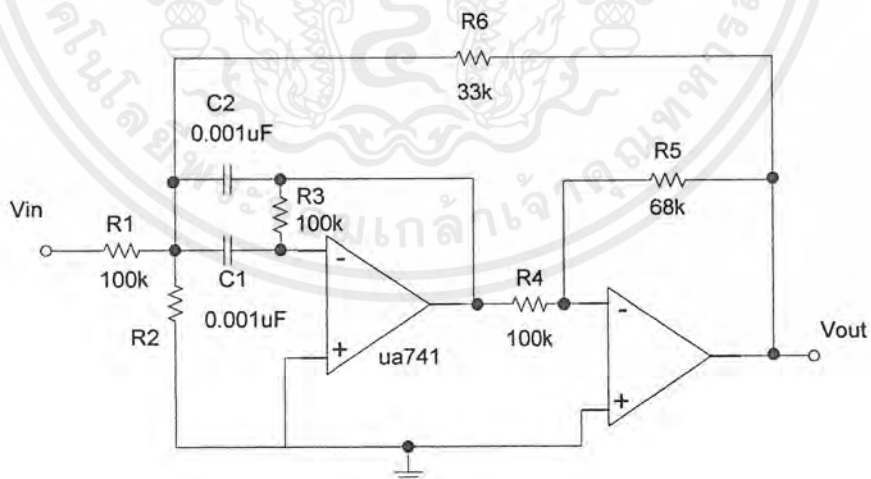 R6
33k
C2
0.001uF
R5
68k
R3
100k
Vin
R1
100k
C1
0.001uF
R2
ua741
R4
100k
Vout
-
+
-
+